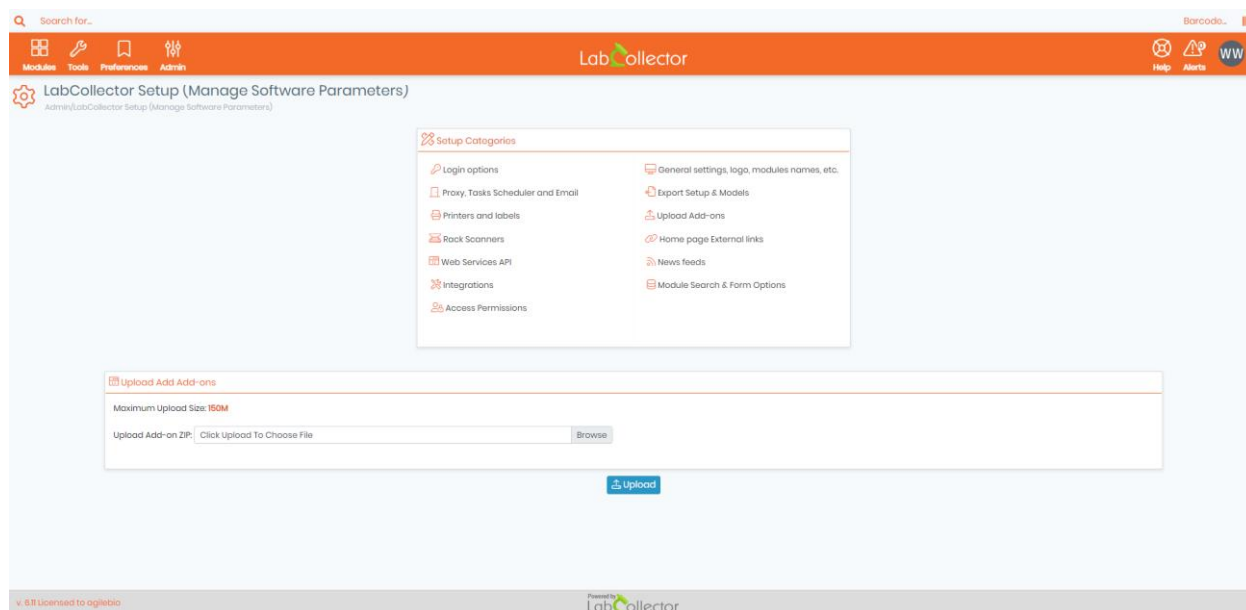 Search for...
Barcode...
Modules Tools Preferences Admin
LabCollector
Help Alerts WW
LabCollector Setup (Manage Software Parameters)
Admin/LabCollector Setup (Manage Software Parameters)
Setup Categories
Login options
General settings, logo, modules names, etc.
Proxy, Tasks Scheduler and Email
Export Setup & Models
Printers and labels
Upload Add-ons
Rack Scanners
Home page External links
Web Services API
News feeds
Integrations
Module Search & Form Options
Access Permissions
Upload Add Add-ons
Maximum Upload Size: 150M
Upload Add-on ZIP: Click Upload To Choose File Browse
Upload
v. 6.11 Licensed to agilebio
Powered by
LabCollector